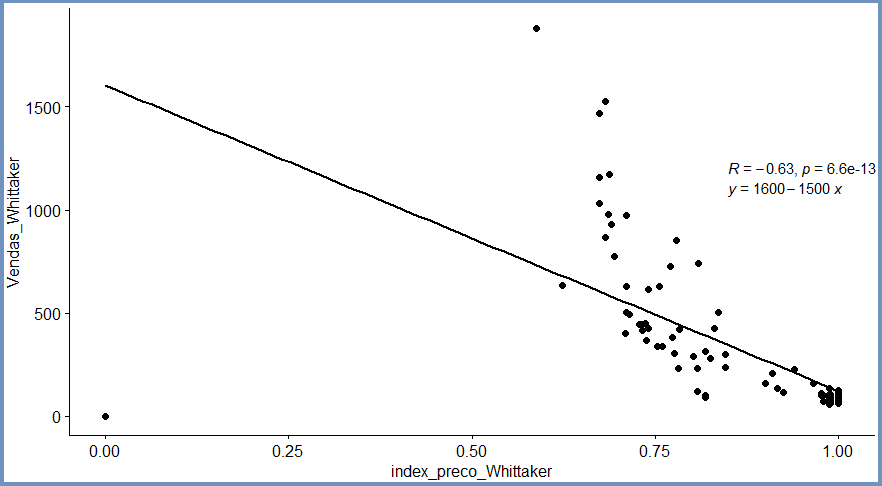 R = −0.63, p = 6.6e-13
y = 1600 − 1500 x
Vendas_Whittaker
1500
1000
500
0
0.00 0.25 0.50 0.75 1.00
index_preco_Whittaker